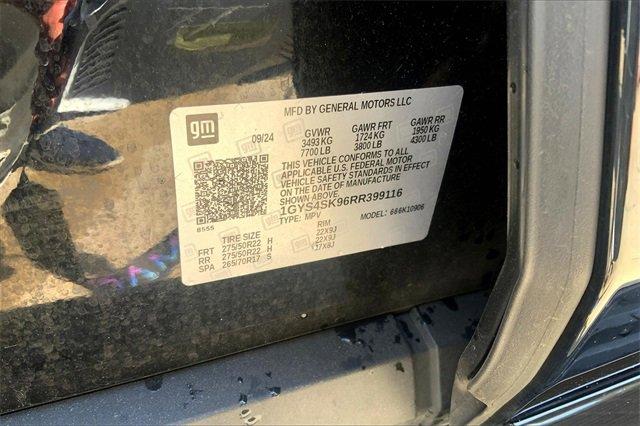 gm
MFD BY GENERAL MOTORS LLC
09/24 GVWR GAWR FRT GAWR RR
3493 KG 1724 KG 1950 KG
7700 LB 3800 LB 4300 LB
THIS VEHICLE CONFORMS TO ALL
APPLICABLE U.S. FEDERAL MOTOR
VEHICLE SAFETY STANDARDS IN EFFECT
ON THE DATE OF MANUFACTURE
SHOWN ABOVE.
1GYS4SK96RR399116
TYPE: MPV MODEL: 6K10906
8555
TIRE SIZE RIM
FRT 275/50R22 H 22X9J
RR 275/50R22 H 22X9J
SPA 265/70R17 S 17X8J